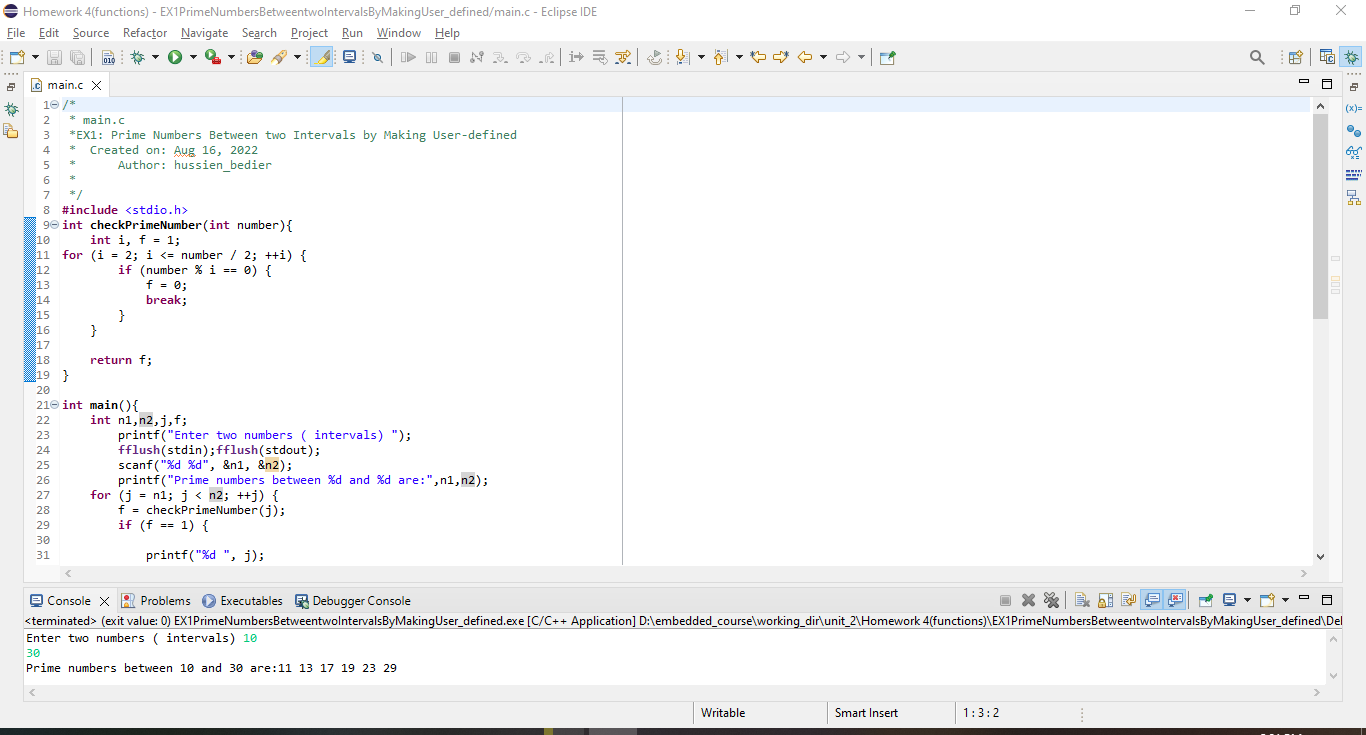 Homework 4(functions) - EX1PrimeNumbersBetweentwoIntervalsByMakingUser_defined/main.c - Eclipse IDE
File Edit Source Refactor Navigate Search Project Run Window Help
main.c
1 /*
2  * main.c
3  *EX1: Prime Numbers Between two Intervals by Making User-defined
4  *  Created on: Aug 16, 2022
5  *      Author: hussien_bedier
6  *
7  */
8 #include <stdio.h>
9 int checkPrimeNumber(int number){
10     int i, f = 1;
11 for (i = 2; i <= number / 2; ++i) {
12         if (number % i == 0) {
13             f = 0;
14             break;
15         }
16     }
17
18     return f;
19 }
20
21 int main(){
22     int n1,n2,j,f;
23         printf("Enter two numbers ( intervals) ");
24         fflush(stdin);fflush(stdout);
25         scanf("%d %d", &n1, &n2);
26         printf("Prime numbers between %d and %d are:",n1,n2);
27     for (j = n1; j < n2; ++j) {
28         f = checkPrimeNumber(j);
29         if (f == 1) {
30
31             printf("%d ", j);
Console Problems Executables Debugger Console
<terminated> (exit value: 0) EX1PrimeNumbersBetweentwoIntervalsByMakingUser_defined.exe [C/C++ Application] D:\embedded_course\working_dir\unit_2\Homework 4(functions)\EX1PrimeNumbersBetweentwoIntervalsByMakingUser_defined\De
Enter two numbers ( intervals) 10
30
Prime numbers between 10 and 30 are:11 13 17 19 23 29
Writable Smart Insert 1 : 3 : 2